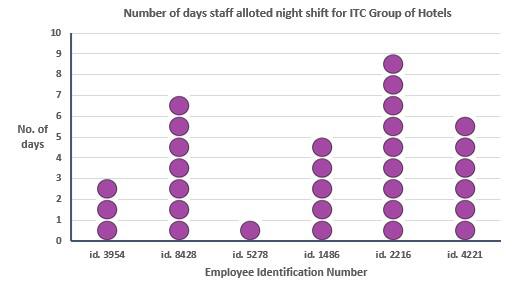 Number of days staff alloted night shift for ITC Group of Hotels
10
9
8
7
6
5
4
3
2
1
0
No. of
days
id. 3954 id. 8428 id. 5278 id. 1486 id. 2216 id. 4221
Employee Identification Number